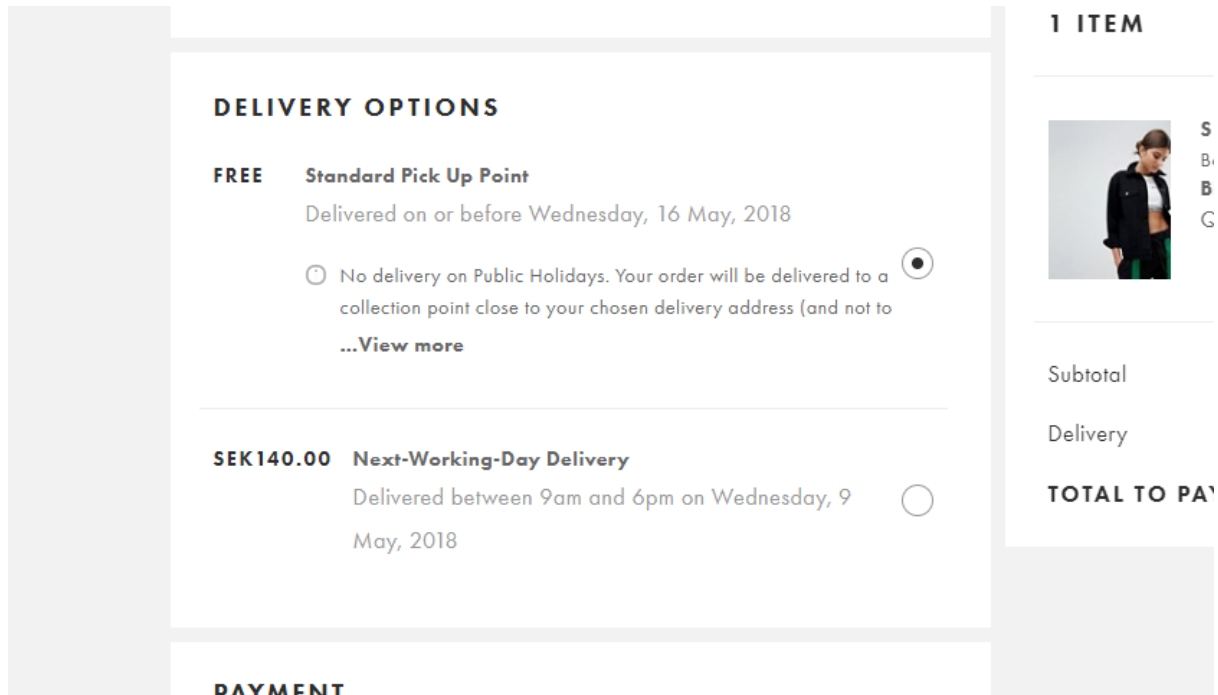 DELIVERY OPTIONS
FREE Standard Pick Up Point
Delivered on or before Wednesday, 16 May, 2018
No delivery on Public Holidays. Your order will be delivered to a
collection point close to your chosen delivery address (and not to
...View more
SEK140.00 Next-Working-Day Delivery
Delivered between 9am and 6pm on Wednesday, 9
May, 2018
PAYMENT
1 ITEM
S
B
Q
Subtotal
Delivery
TOTAL TO PAY